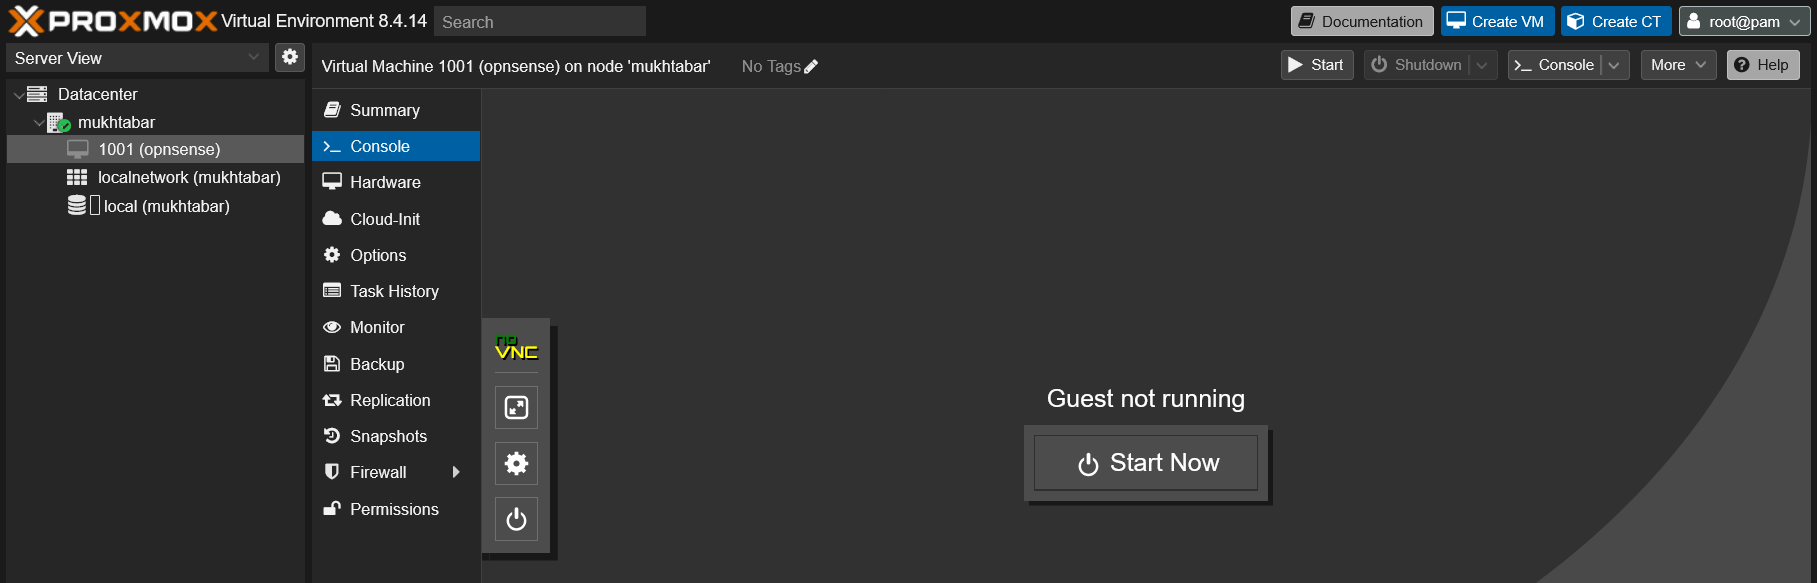 PROXMOX Virtual Environment 8.4.14 Search Documentation Create VM Create CT root@pam
Server View
Virtual Machine 1001 (opnsense) on node 'mukhtabar' No Tags Start Shutdown Console More Help
Datacenter
mukhtabar
1001 (opnsense)
localnetwork (mukhtabar)
local (mukhtabar)
Summary
Console
Hardware
Cloud-Init
Options
Task History
Monitor
Backup
Replication
Snapshots
Firewall
Permissions
no
VNC
Guest not running
Start Now